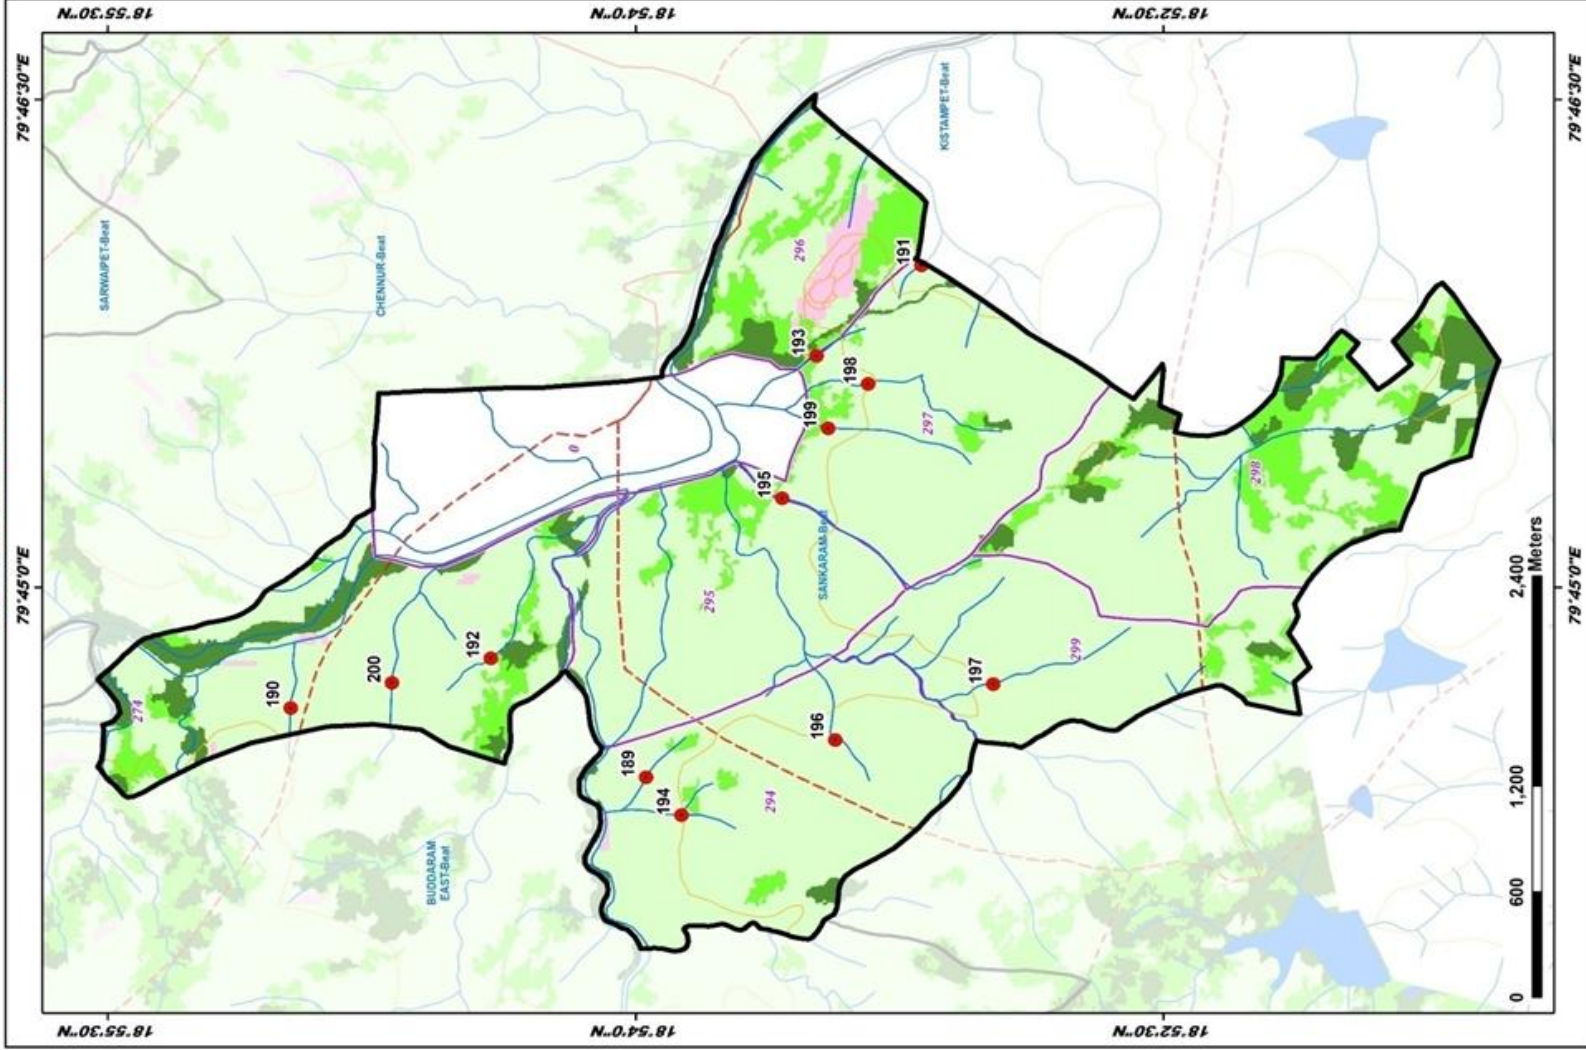 18°55'30"N
18°54'0"N
18°52'30"N
79°46'30"E
79°46'30"E
SARWAIPET-Beat
CHENNUR-Beat
KISTAMPET-Beat
296
191
193
198
199
297
0
195
298
SANKARAM-Beat
295
79°45'0"E
79°45'0"E
192
200
190
274
197
299
196
189
194
294
BUDDARAM
EAST-Beat
0 600 1,200 2,400
Meters
18°55'30"N
18°54'0"N
18°52'30"N